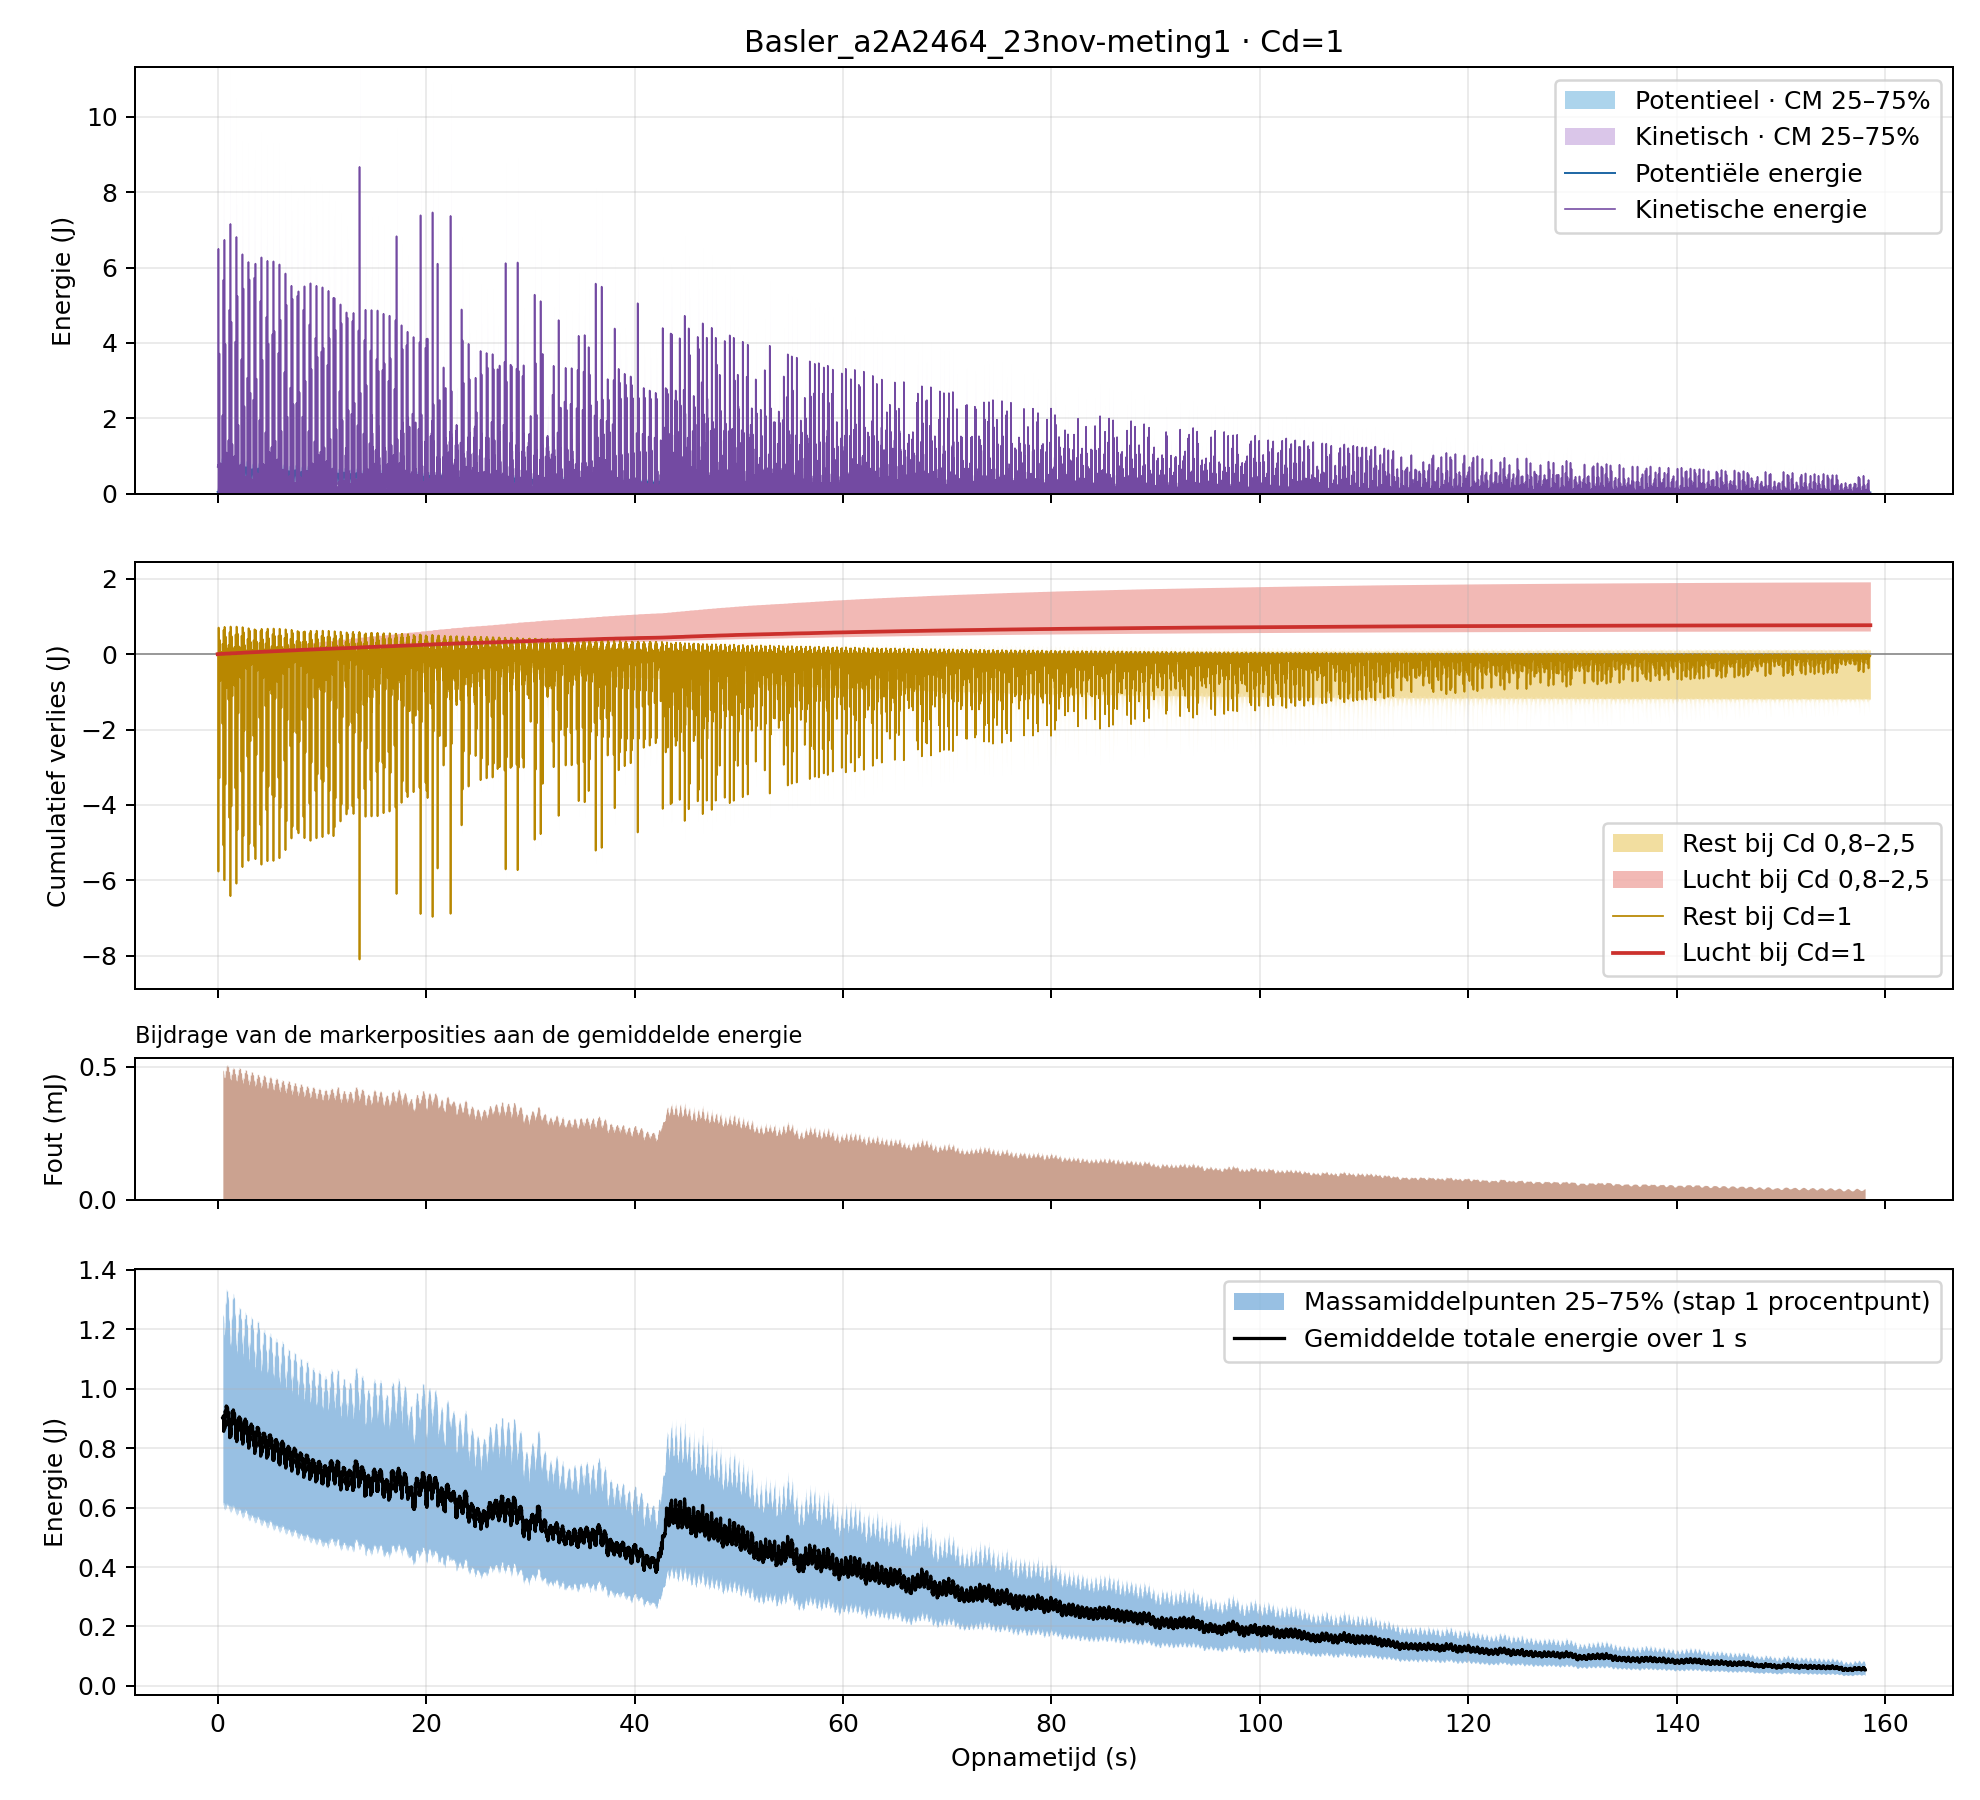 Basler_a2A2464_23nov-meting1 · Cd=1
Energie (J)
10
8
6
4
2
0
Potentieel · CM 25–75%
Kinetisch · CM 25–75%
Potentiële energie
Kinetische energie
Cumulatief verlies (J)
2
0
−2
−4
−6
−8
Rest bij Cd 0,8–2,5
Lucht bij Cd 0,8–2,5
Rest bij Cd=1
Lucht bij Cd=1
Bijdrage van de markerposities aan de gemiddelde energie
Fout (mJ)
0.5
0.0
Energie (J)
1.4
1.2
1.0
0.8
0.6
0.4
0.2
0.0
Massamiddelpunten 25–75% (stap 1 procentpunt)
Gemiddelde totale energie over 1 s
0 20 40 60 80 100 120 140 160
Opnametijd (s)